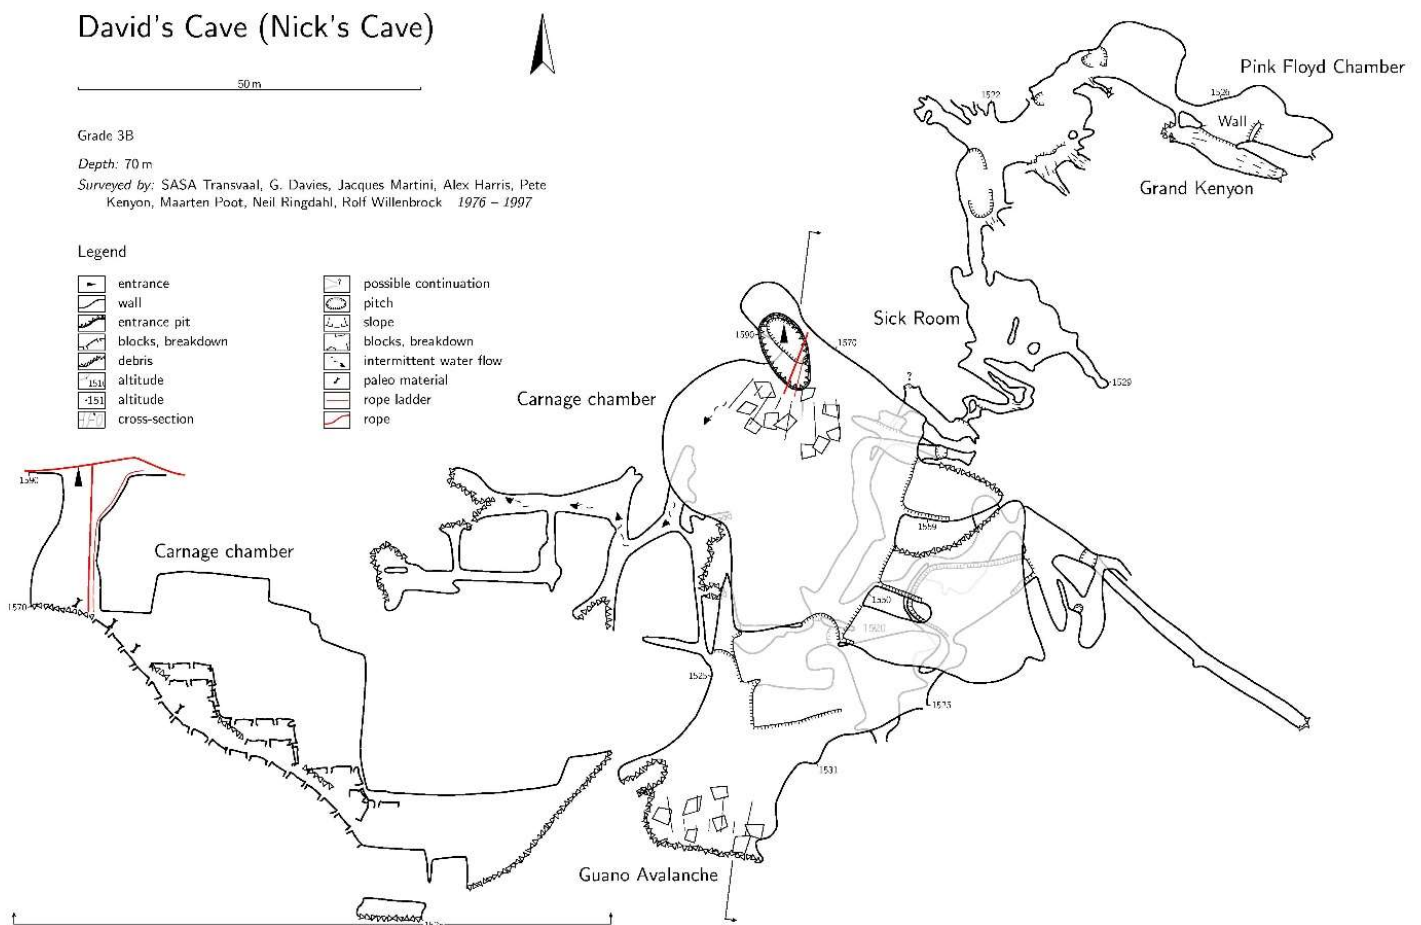 David's Cave (Nick's Cave)
50 m
Grade 3B
Depth: 70 m
Surveyed by: SASA Transvaal, G. Davies, Jacques Martini, Alex Harris, Pete
Kenyon, Maarten Poot, Neil Ringdahl, Rolf Willenbrock 1976 – 1997
Legend
entrance
wall
entrance pit
blocks, breakdown
debris
altitude
altitude
cross-section
? possible continuation
pitch
slope
blocks, breakdown
intermittent water flow
paleo material
rope ladder
rope
Pink Floyd Chamber
1522
1526
Wall
Grand Kenyon
Sick Room
1590
1570
1529
?
Carnage chamber
1590
Carnage chamber
1570
1559
1550
1520
1525
1531
Guano Avalanche